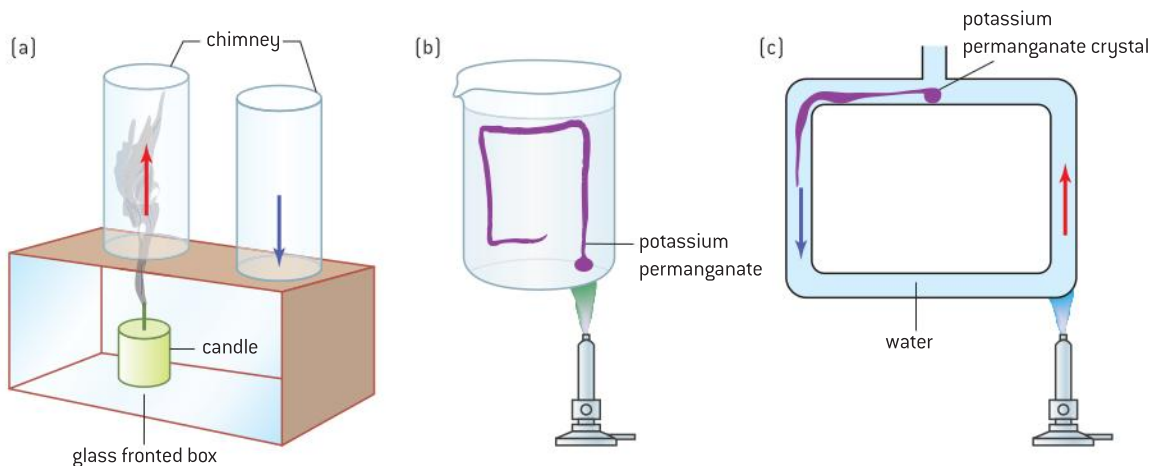 (a)
chimney
candle
glass fronted box
(b)
potassium
permanganate
(c)
potassium
permanganate crystal
water